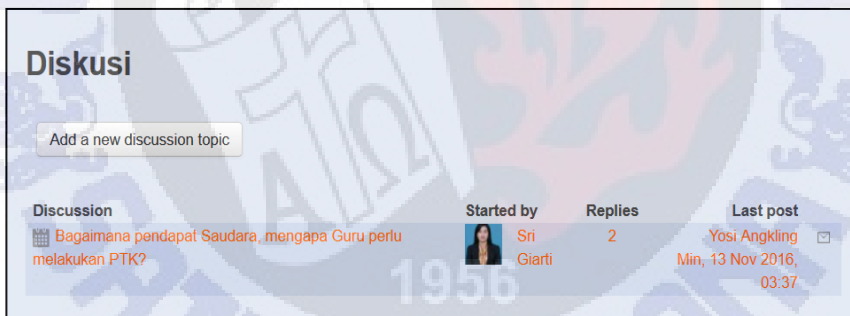 Diskusi
Add a new discussion topic
Discussion Started by Replies Last post
Bagaimana pendapat Saudara, mengapa Guru perlu melakukan PTK?
Sri Giarti
2
Yosi Angkling
Min, 13 Nov 2016, 03:37
ΑΩ
1956